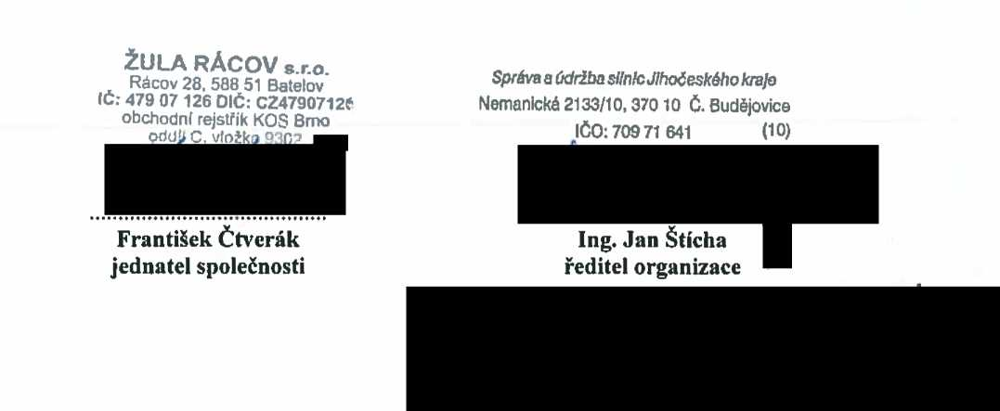 ŽULA RÁCOV s.r.o.
Rácov 28, 588 51 Batelov
IČ: 479 07 126 DIČ: CZ47907126
obchodní rejstřík KOS Brno
oddíl C, vložka 9302
František Čtverák
jednatel společnosti
Správa a údržba silnic Jihočeského kraje
Nemanická 2133/10, 370 10 Č. Budějovice
IČO: 709 71 641 (10)
Ing. Jan Štícha
ředitel organizace